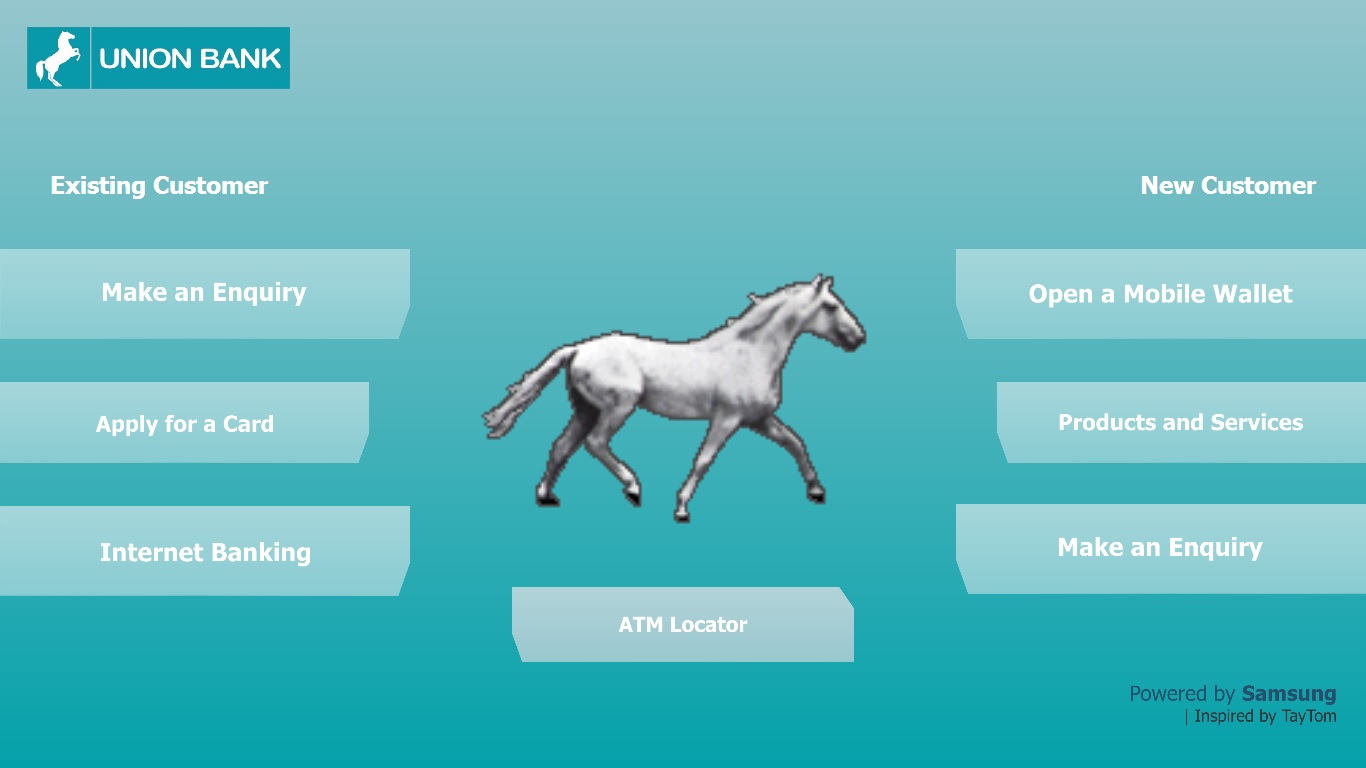 UNION BANK
Existing Customer
New Customer
Make an Enquiry
Open a Mobile Wallet
Apply for a Card
Products and Services
Internet Banking
Make an Enquiry
ATM Locator
Powered by Samsung
| Inspired by TayTom